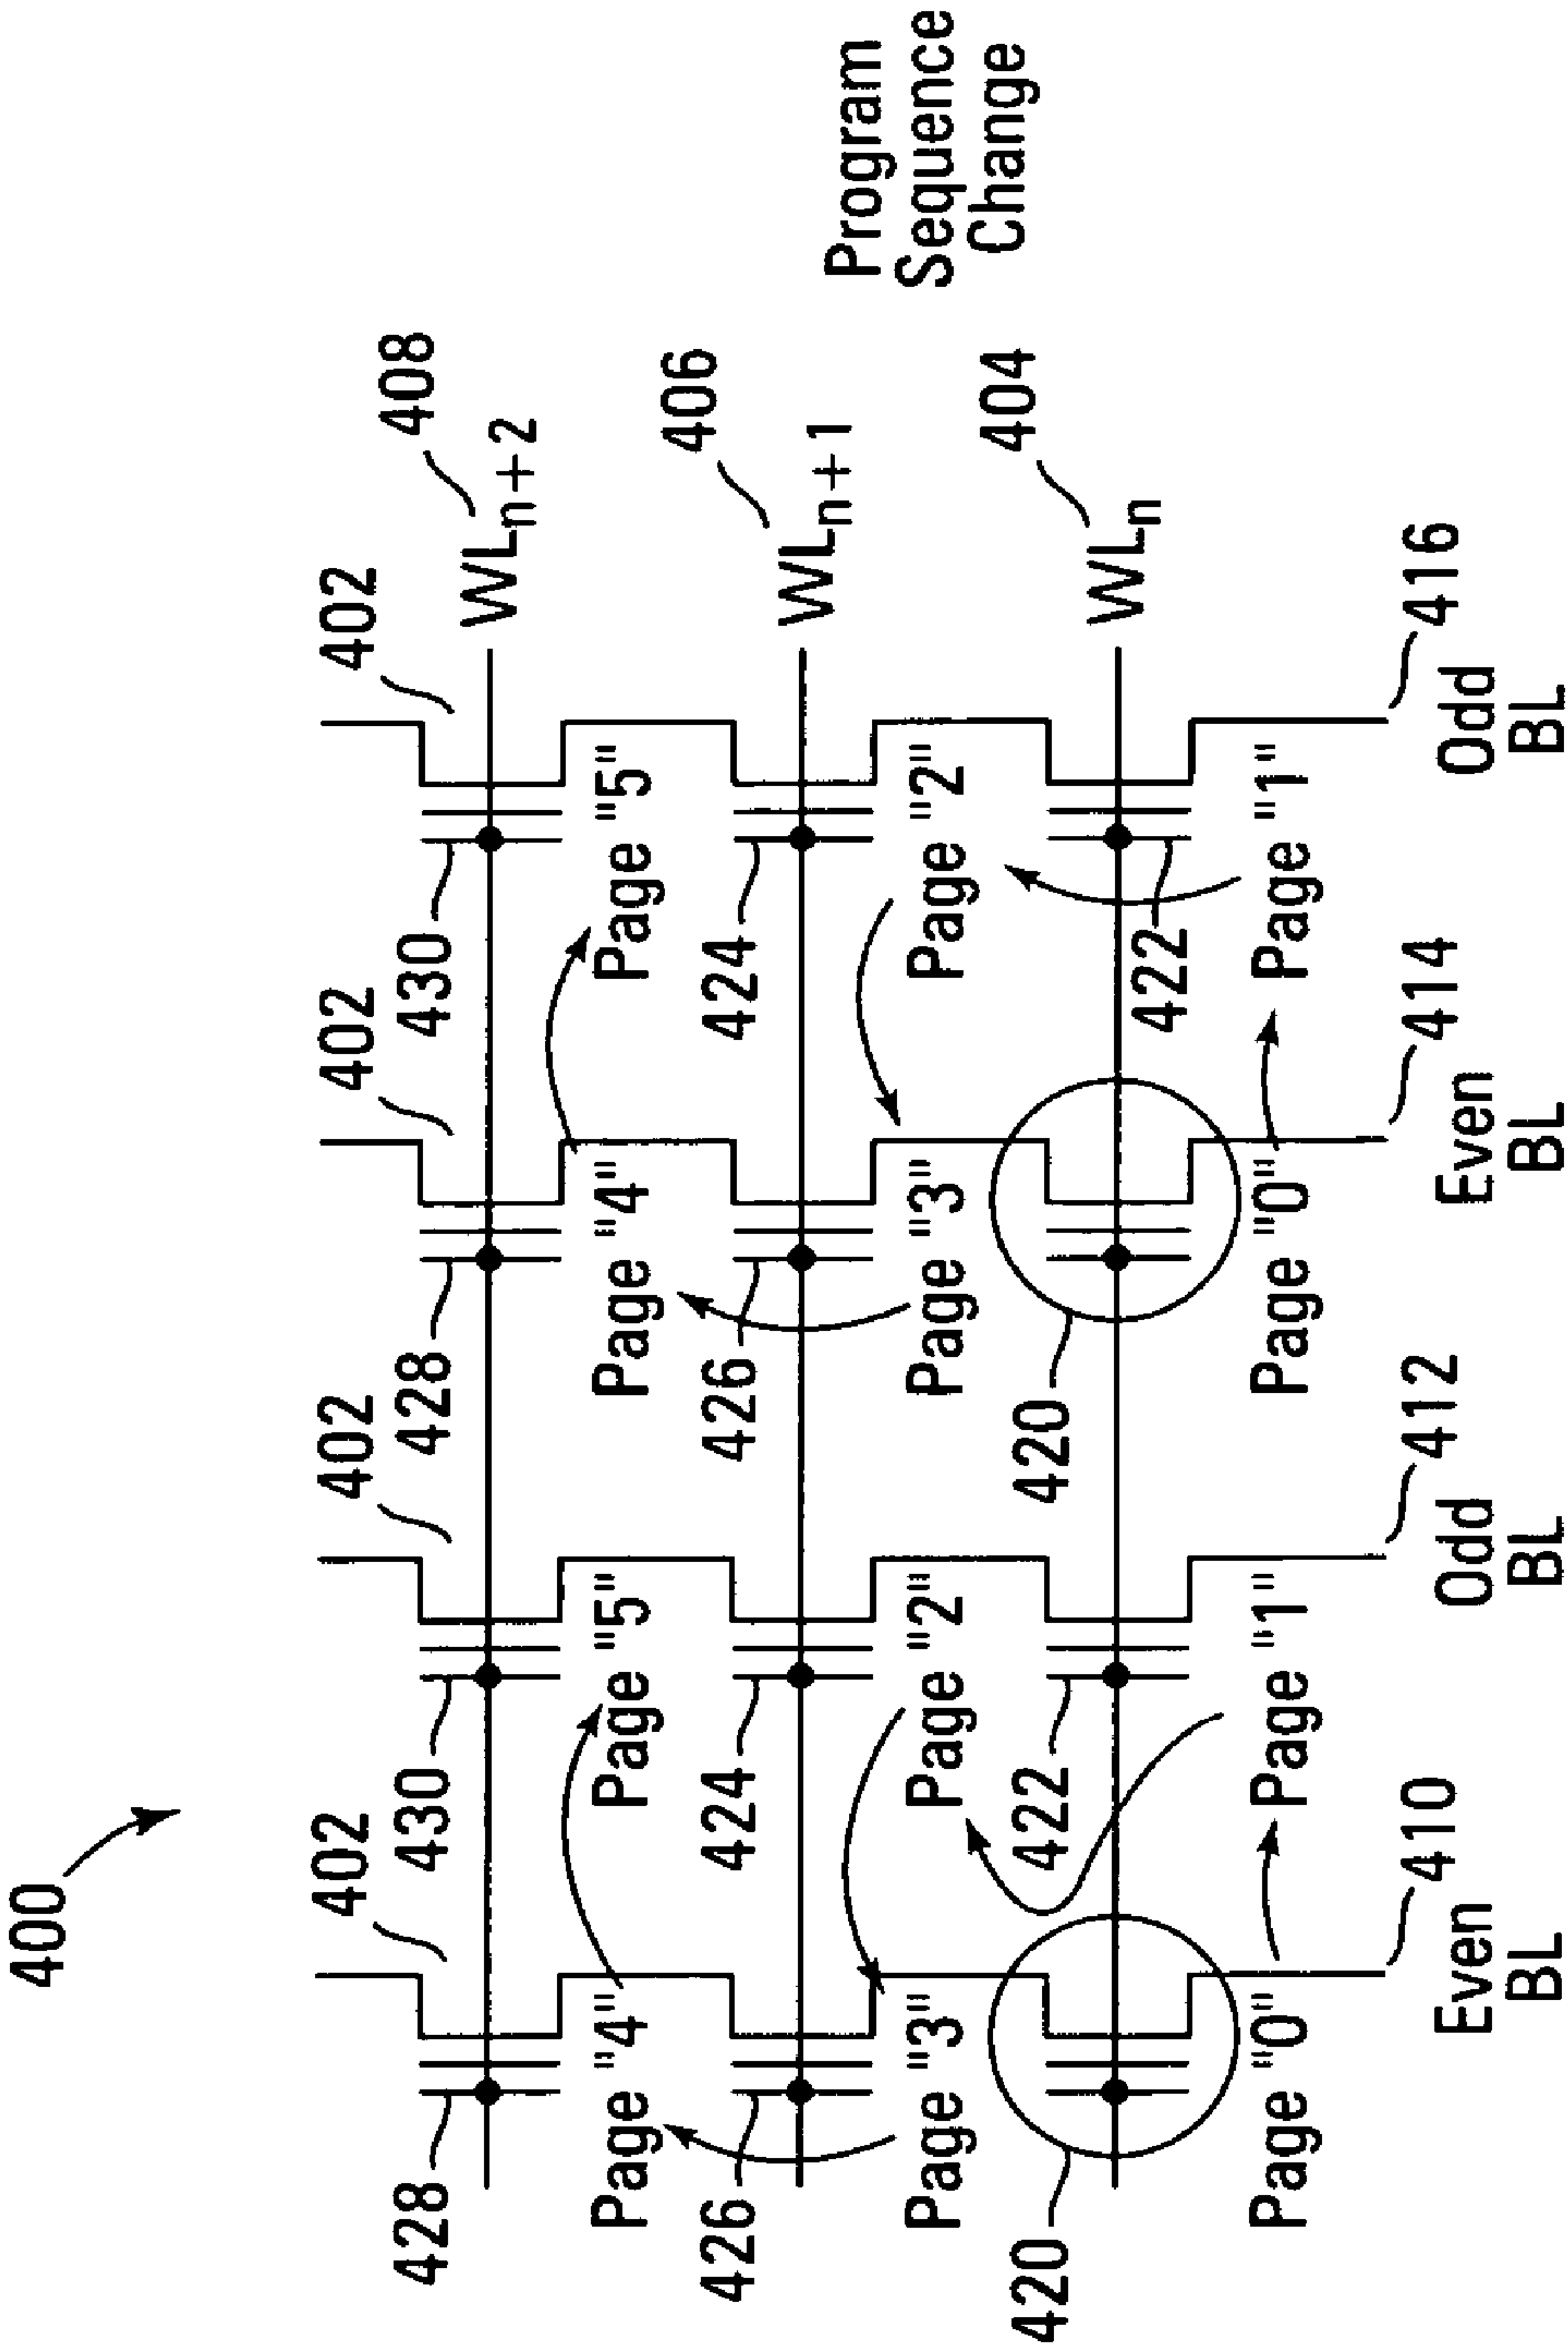 400
402 402 402 402
428 430 428 430
WLn+2 408
Page "4" Page "5" Page "4" Page "5"
426 424 426 424
WLn+1 406
Page "3" Page "2" Page "3" Page "2"
Program
Sequence
Change
420 422 420 422
WLn 404
Page "0" Page "1" Page "0" Page "1"
410 412 414 416
Even Odd Even Odd
BL BL BL BL